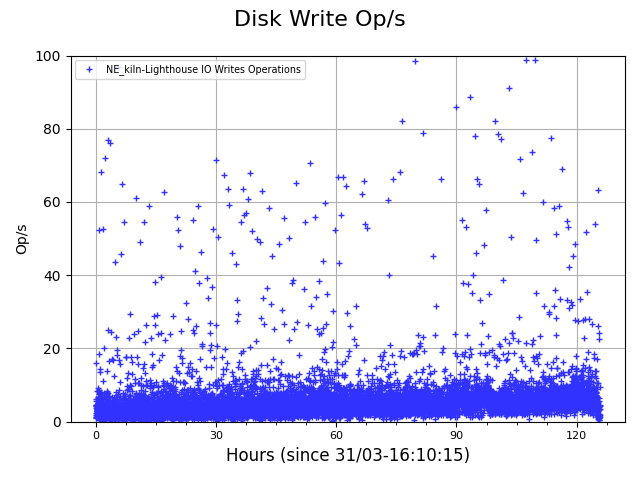 Disk Write Op/s
NE_kiln-Lighthouse IO Writes Operations
Op/s
100
80
60
40
20
0
0 30 60 90 120
Hours (since 31/03-16:10:15)